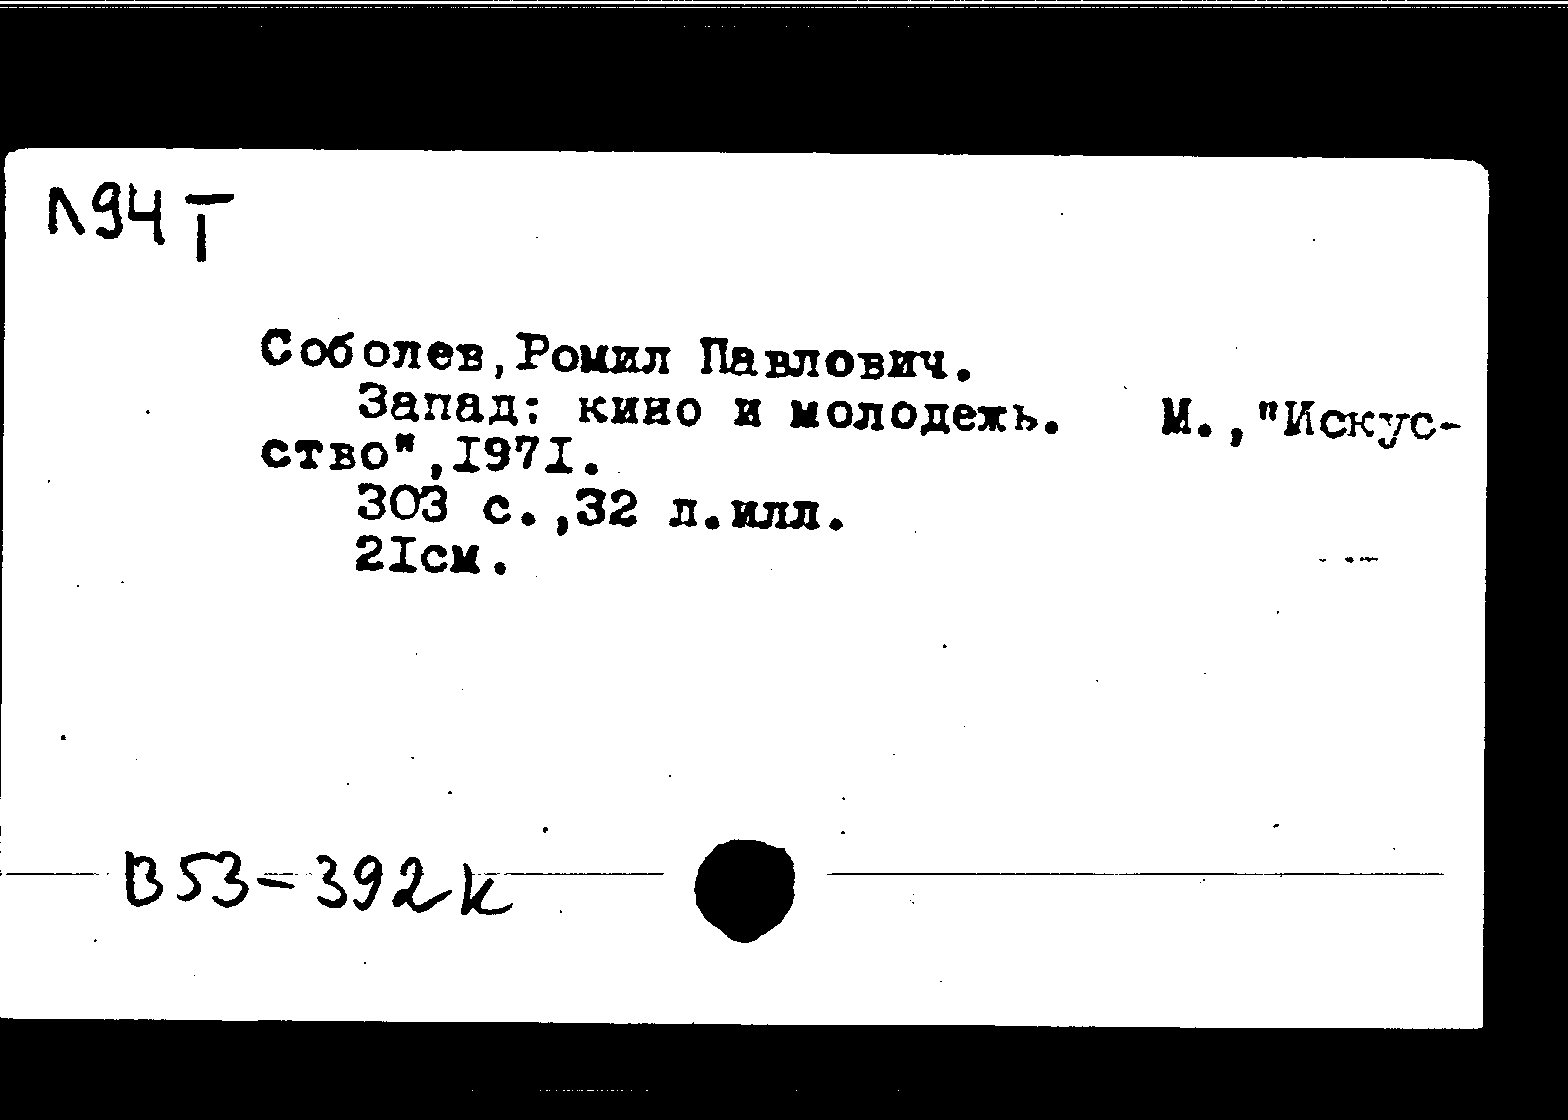 Л94 Т
Соболев,Ромил Павлович.
Запад: кино и молодежь. М.,"Искус-
ство",1971.
303 с.,32 л.илл.
21см.
В53-392к